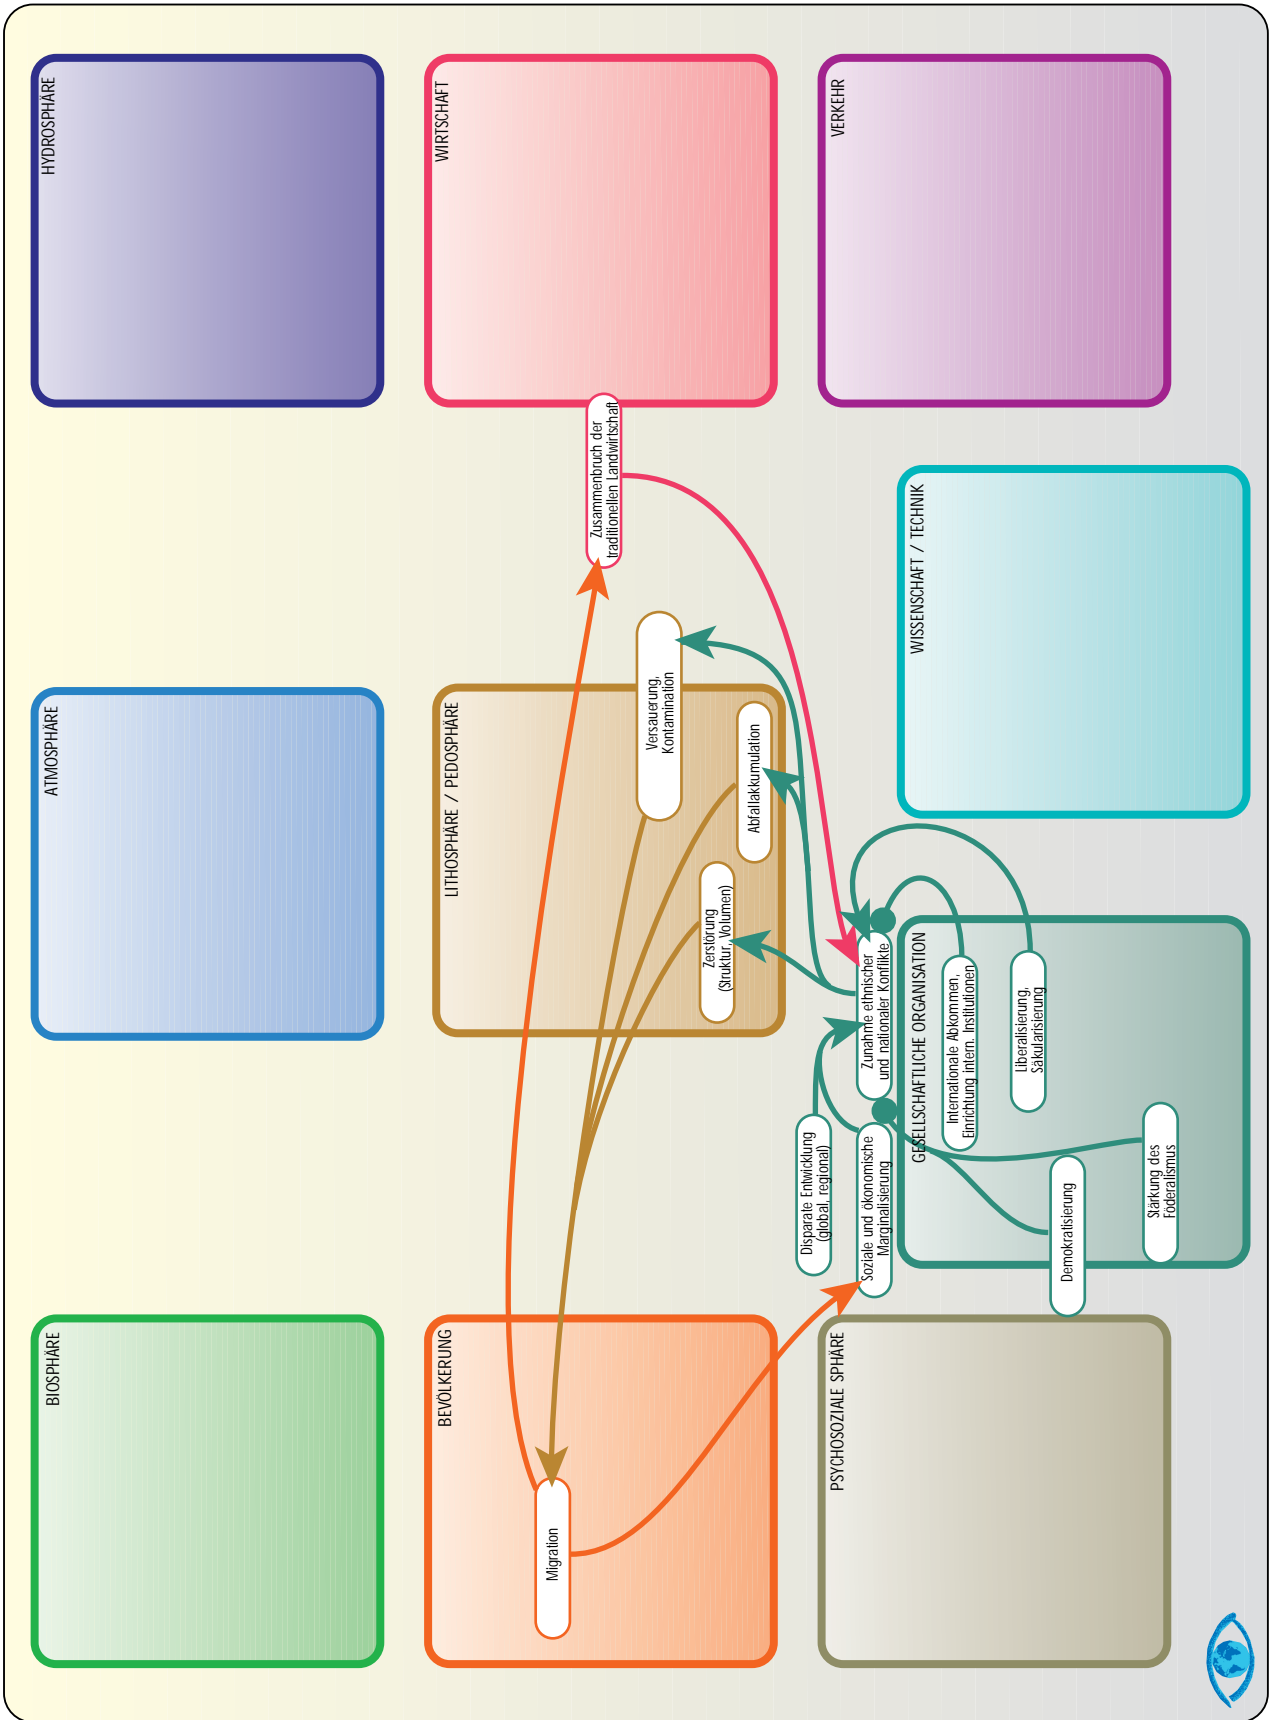 BIOSPHÄRE
ATMOSPHÄRE
HYDROSPHÄRE
BEVÖLKERUNG
Migration
LITHOSPHÄRE / PEDOSPHÄRE
Versauerung,
Kontamination
Zerstörung
(Struktur, Volumen)
Abfallakkumulation
WIRTSCHAFT
Zusammenbruch der
traditionellen Landwirtschaft
PSYCHOSOZIALE SPHÄRE
Disparate Entwicklung
(global, regional)
Soziale und ökonomische
Marginalisierung
Zunahme ethnischer
und nationaler Konflikte
GESELLSCHAFTLICHE ORGANISATION
Internationale Abkommen,
Einrichtung intern. Institutionen
Liberalisierung,
Säkularisierung
Demokratisierung
Stärkung des
Föderalismus
WISSENSCHAFT / TECHNIK
VERKEHR